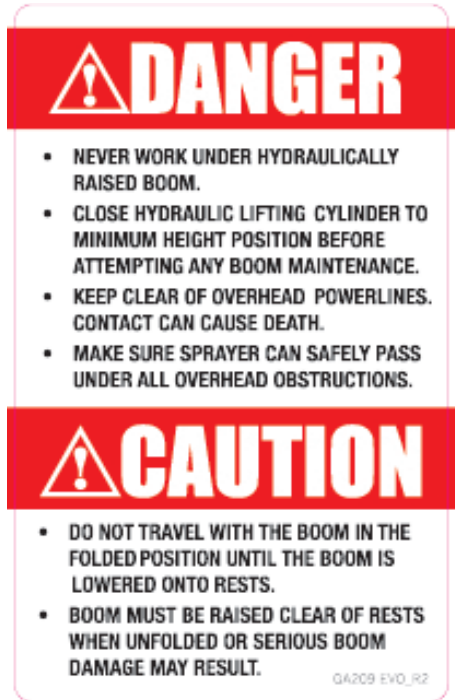 DANGER
• NEVER WORK UNDER HYDRAULICALLY
RAISED BOOM.
• CLOSE HYDRAULIC LIFTING CYLINDER TO
MINIMUM HEIGHT POSITION BEFORE
ATTEMPTING ANY BOOM MAINTENANCE.
• KEEP CLEAR OF OVERHEAD POWERLINES.
CONTACT CAN CAUSE DEATH.
• MAKE SURE SPRAYER CAN SAFELY PASS
UNDER ALL OVERHEAD OBSTRUCTIONS.
CAUTION
• DO NOT TRAVEL WITH THE BOOM IN THE
FOLDED POSITION UNTIL THE BOOM IS
LOWERED ONTO RESTS.
• BOOM MUST BE RAISED CLEAR OF RESTS
WHEN UNFOLDED OR SERIOUS BOOM
DAMAGE MAY RESULT.
GA209 EVO_R2